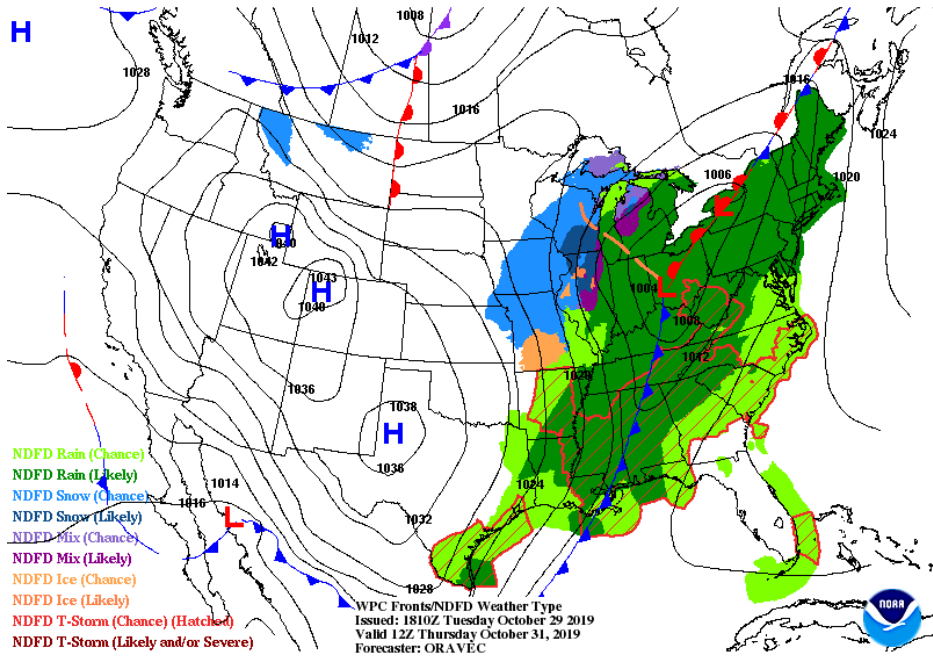 1008
H
1012
1028
1016
1016
1024
1006
1020
H
1040
1042
1043
H
1040
L
1004
L
1008
1012
1020
1036
1038
H
1036
NDFD Rain (Chance)
NDFD Rain (Likely)
NDFD Snow (Chance)
NDFD Snow (Likely)
NDFD Mix (Chance)
NDFD Mix (Likely)
NDFD Ice (Chance)
NDFD Ice (Likely)
NDFD T-Storm (Chance) (Hatched)
NDFD T-Storm (Likely and/or Severe)
1014
1016
L
1024
1032
1028
WPC Fronts/NDFD Weather Type
Issued: 1810Z Tuesday October 29 2019
Valid 12Z Thursday October 31, 2019
Forecaster: ORAVEC
NOAA